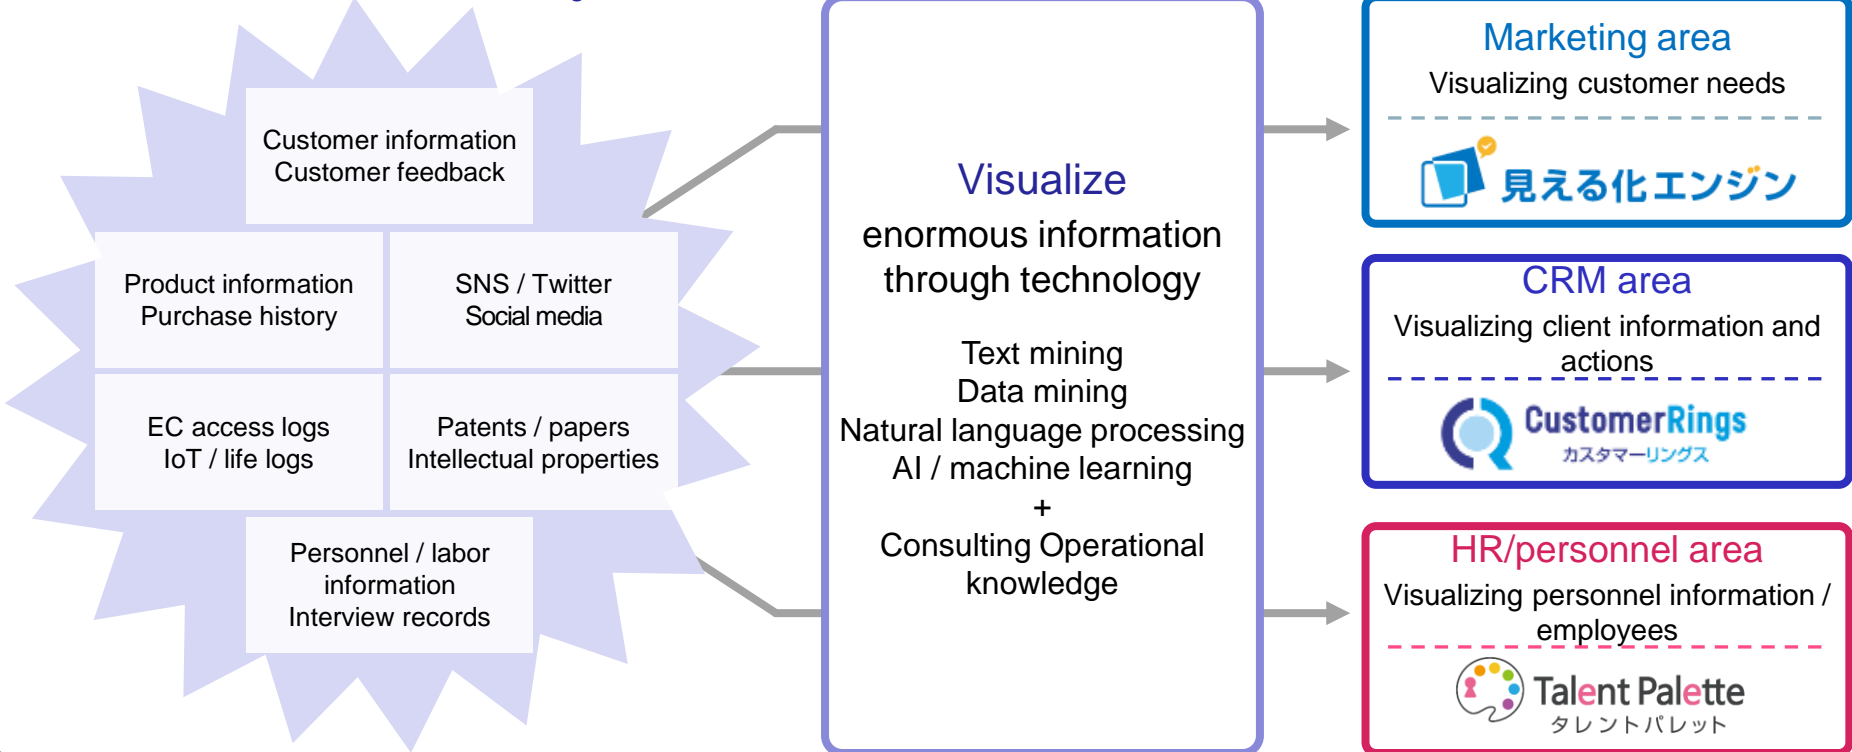 Customer information
Customer feedback
Product information
Purchase history
SNS / Twitter
Social media
EC access logs
IoT / life logs
Patents / papers
Intellectual properties
Personnel / labor
information
Interview records
Visualize
enormous information
through technology
Text mining
Data mining
Natural language processing
AI / machine learning
+
Consulting Operational
knowledge
Marketing area
Visualizing customer needs
見える化エンジン
CRM area
Visualizing client information and
actions
CustomerRings
カスタマーリングス
HR/personnel area
Visualizing personnel information /
employees
Talent Palette
タレントパレット